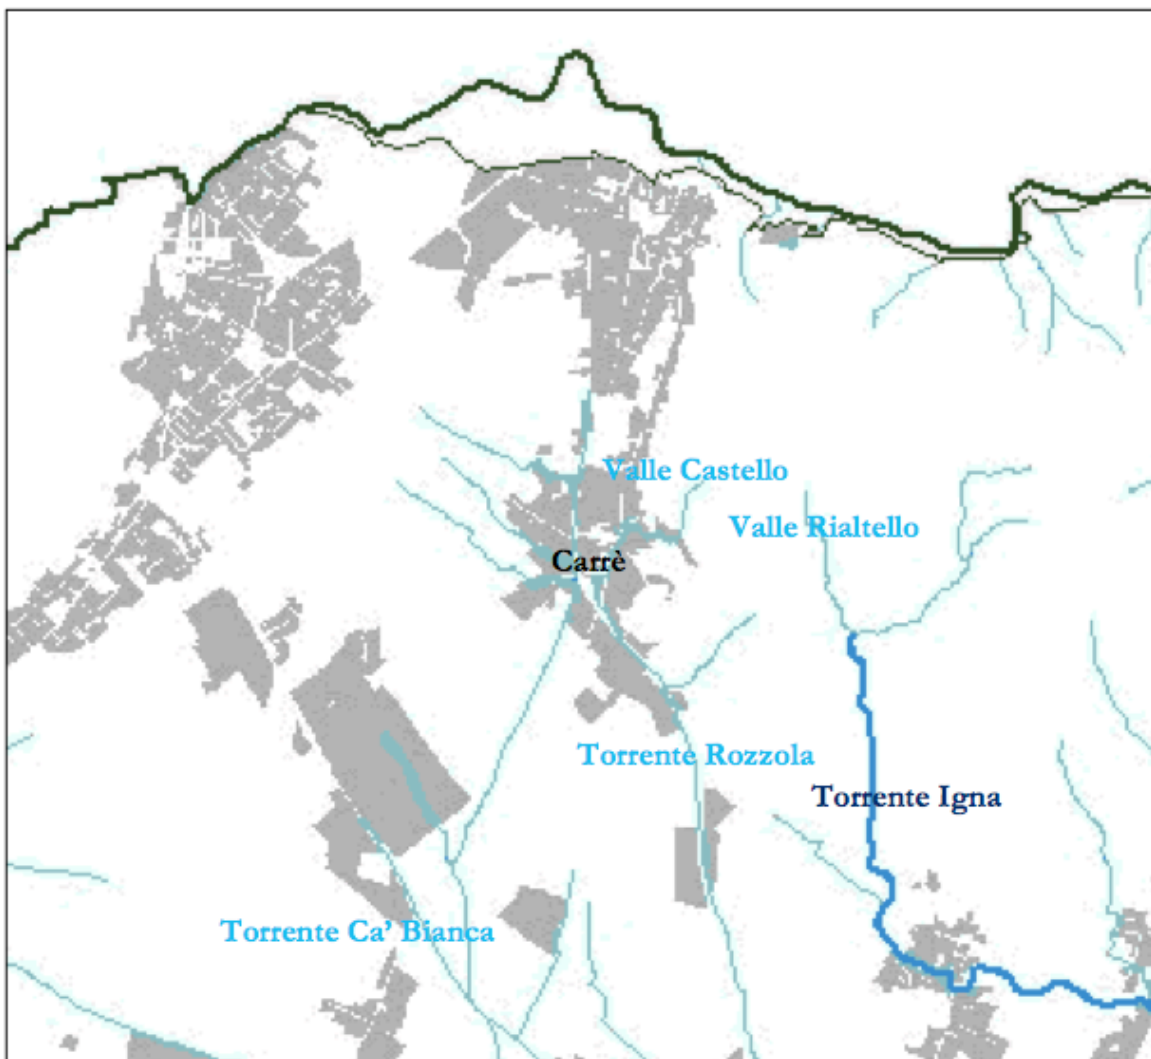 Valle Castello
Valle Rialtello
Carrè
Torrente Rozzola
Torrente Igna
Torrente Ca’ Bianca